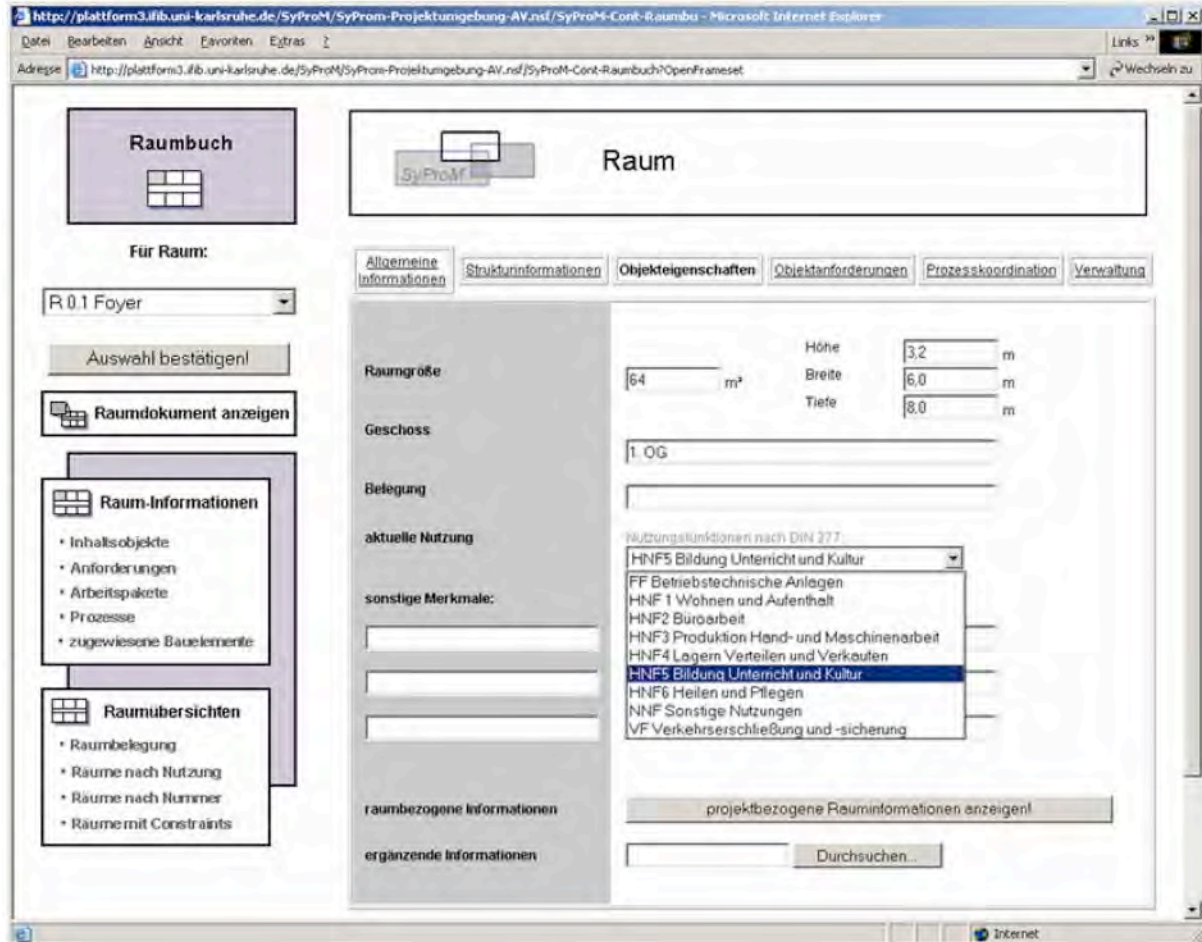 http://plattform3.ifib.uni-karlsruhe.de/SyProM/SyProm-Projektumgebung-AV.nsf/SyProM-Cont-Raumbu - Microsoft Internet Explorer
Datei Bearbeiten Ansicht Favoriten Extras ?
Links »
Adresse http://plattform3.ifib.uni-karlsruhe.de/SyProM/SyProm-Projektumgebung-AV.nsf/SyProM-Cont-Raumbuch?OpenFrameset
Wechseln zu
Raumbuch
SyProM
Raum
Für Raum:
R 0.1 Foyer
Auswahl bestätigen!
Raumdokument anzeigen
Raum-Informationen
• Inhaltsobjekte
• Anforderungen
• Arbeitspakete
• Prozesse
• zugewiesene Bauelemente
Raumübersichten
• Raumbelegung
• Räume nach Nutzung
• Räume nach Nummer
• Räume mit Constraints
Allgemeine
Informationen
Strukturinformationen
Objekteigenschaften
Objektanforderungen
Prozesskoordination
Verwaltung
Raumgröße
64 m²
Höhe 3,2 m
Breite 6,0 m
Tiefe 8,0 m
Geschoss
1. OG
Belegung
aktuelle Nutzung
Nutzungsfunktionen nach DIN 277:
HNF5 Bildung Unterricht und Kultur
FF Betriebstechnische Anlagen
HNF 1 Wohnen und Aufenthalt
HNF2 Büroarbeit
HNF3 Produktion Hand- und Maschinenarbeit
HNF4 Lagern Verteilen und Verkaufen
HNF5 Bildung Unterricht und Kultur
HNF6 Heilen und Pflegen
NNF Sonstige Nutzungen
VF Verkehrserschließung und -sicherung
sonstige Merkmale:
raumbezogene Informationen
projektbezogene Rauminformationen anzeigen!
ergänzende Informationen
Durchsuchen...
Internet